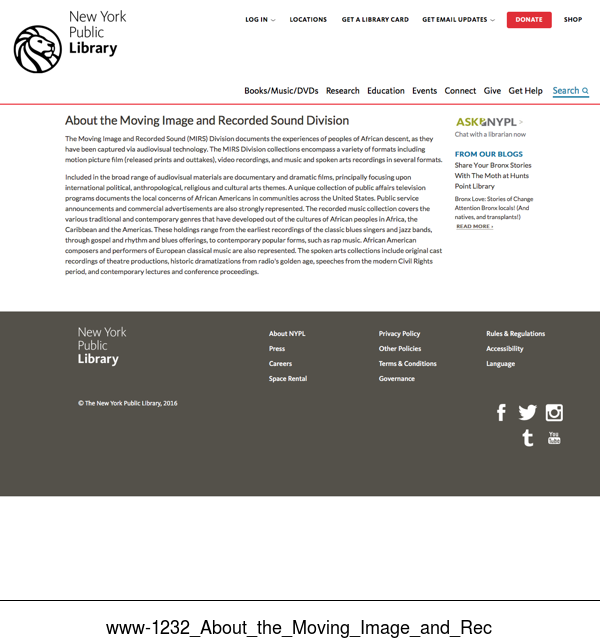 New York
Public
Library
LOG IN LOCATIONS GET A LIBRARY CARD GET EMAIL UPDATES DONATE SHOP
Books/Music/DVDs Research Education Events Connect Give Get Help Search
About the Moving Image and Recorded Sound Division
The Moving Image and Recorded Sound (MIRS) Division documents the experiences of peoples of African descent, as they
have been captured via audiovisual technology. The MIRS Division collections encompass a variety of formats including
motion picture film (released prints and outtakes), video recordings, and music and spoken arts recordings in several formats.
Included in the broad range of audiovisual materials are documentary and dramatic films, principally focusing upon
international political, anthropological, religious and cultural arts themes. A unique collection of public affairs television
programs documents the local concerns of African Americans in communities across the United States. Public service
announcements and commercial advertisements are also strongly represented. The recorded music collection covers the
various traditional and contemporary genres that have developed out of the cultures of African peoples in Africa, the
Caribbean and the Americas. These holdings range from the earliest recordings of the classic blues singers and jazz bands,
through gospel and rhythm and blues offerings, to contemporary popular forms, such as rap music. African American
composers and performers of European classical music are also represented. The spoken arts collections include original cast
recordings of theatre productions, historic dramatizations from radio's golden age, speeches from the modern Civil Rights
period, and contemporary lectures and conference proceedings.
ASK NYPL >
Chat with a librarian now
FROM OUR BLOGS
Share Your Bronx Stories
With The Moth at Hunts
Point Library
Bronx Love: Stories of Change
Attention Bronx locals! (And
natives, and transplants!)
READ MORE ›
New York
Public
Library
About NYPL Privacy Policy Rules & Regulations
Press Other Policies Accessibility
Careers Terms & Conditions Language
Space Rental Governance
© The New York Public Library, 2016
You
Tube
www-1232_About_the_Moving_Image_and_Rec